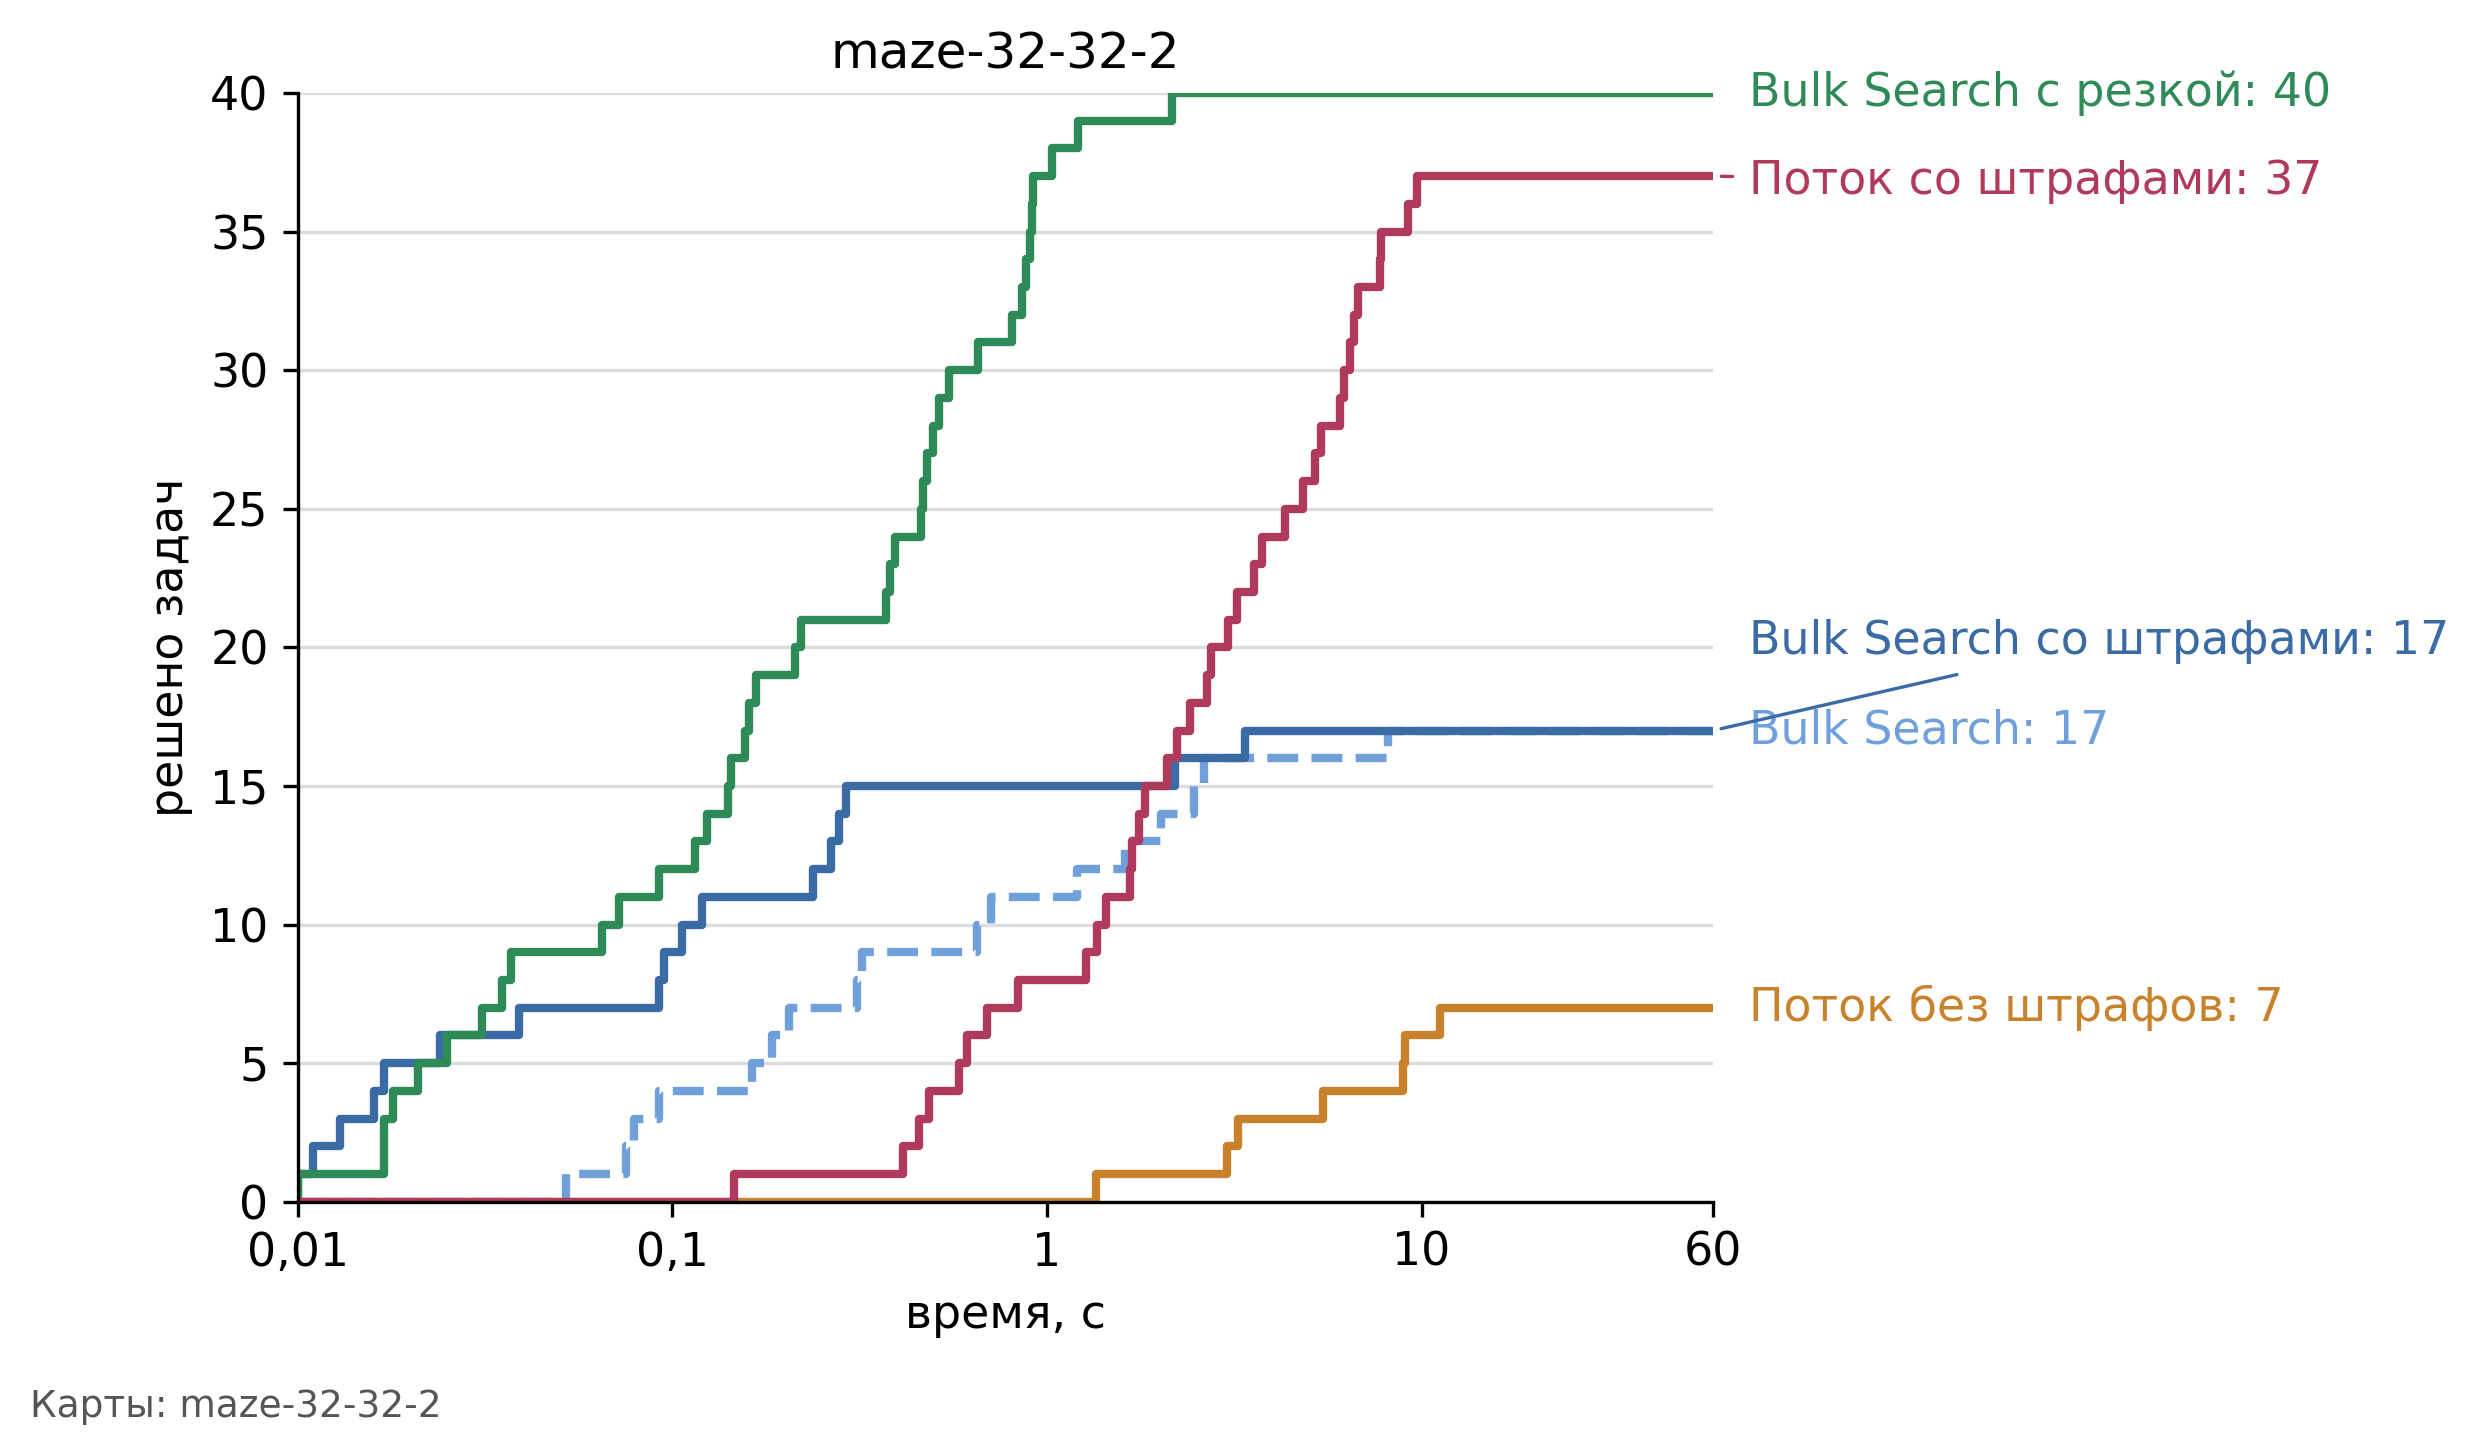 maze-32-32-2
40
35
30
25
20
15
10
5
0
решено задач
0,01
0,1
1
10
60
время, с
Bulk Search с резкой: 40
Поток со штрафами: 37
Bulk Search со штрафами: 17
Bulk Search: 17
Поток без штрафов: 7
Карты: maze-32-32-2